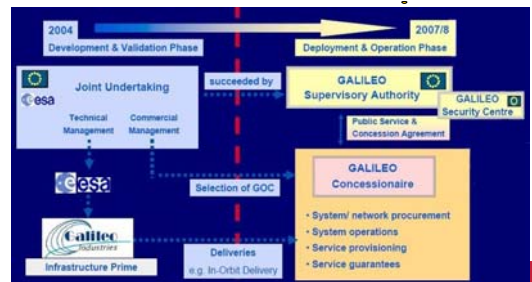 2004
2007/8
Development & Validation Phase
Deployment & Operation Phase
Joint Undertaking
esa
Technical
Management
Commercial
Management
succeeded by
GALILEO
Supervisory Authority
GALILEO
Security Centre
Public Service &
Concession Agreement
esa
Selection of GOC
GALILEO
Concessionaire
• System/ network procurement
• System operations
• Service provisioning
• Service guarantees
Galileo
Industries
Infrastructure Prime
Deliveries
e.g. In-Orbit Delivery